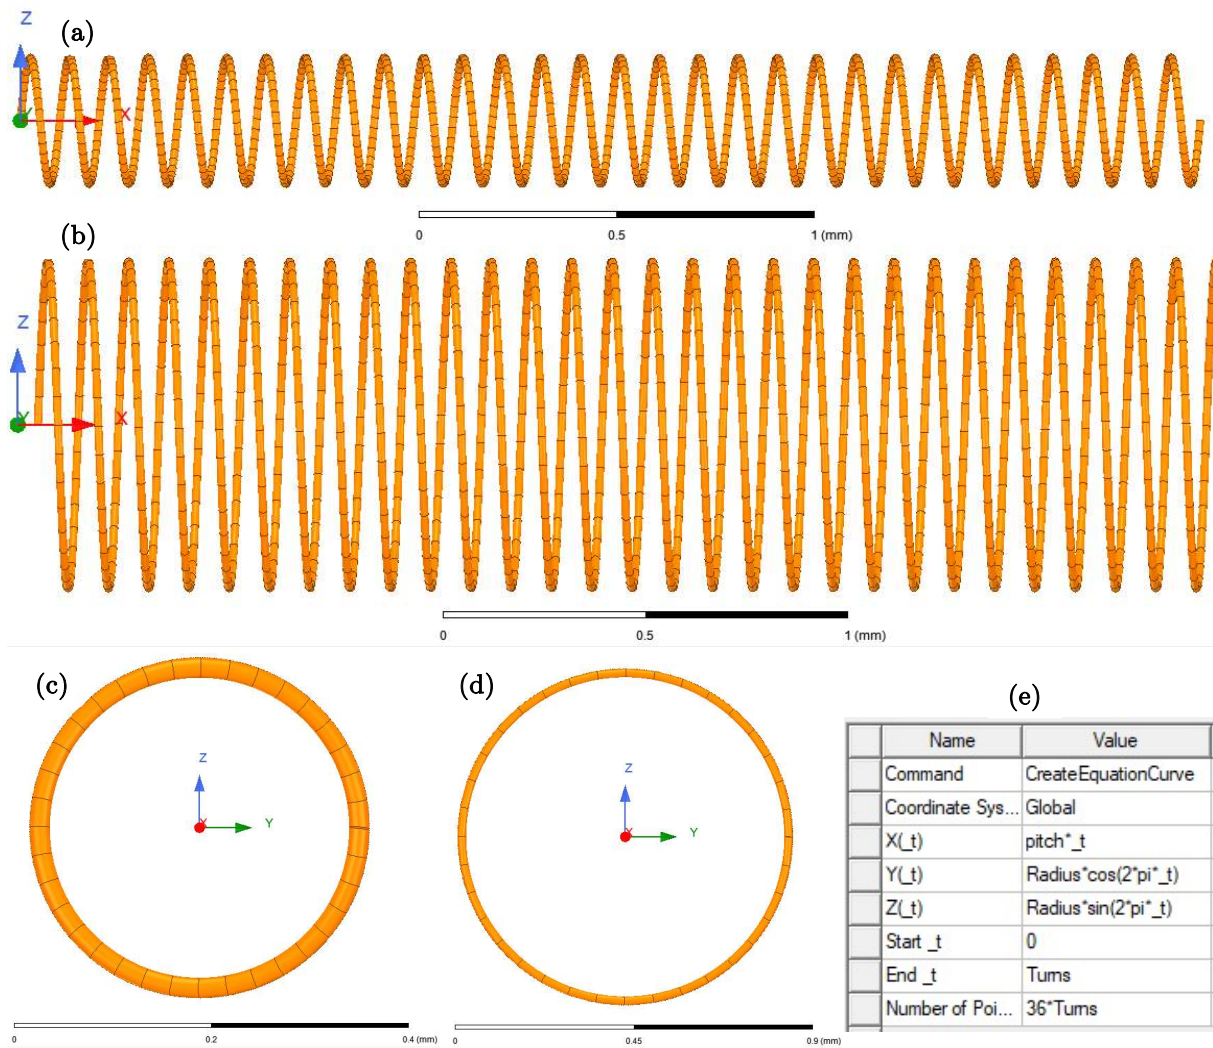 Z
(a)
Y
X
0
0.5
1 (mm)
(b)
Z
Y
X
0
0.5
1 (mm)
(c)
Z
X
Y
0
0.2
0.4 (mm)
(d)
Z
X
Y
0
0.45
0.9 (mm)
(e)
Name Value
Command CreateEquationCurve
Coordinate Sys... Global
X(_t) pitch*_t
Y(_t) Radius*cos(2*pi*_t)
Z(_t) Radius*sin(2*pi*_t)
Start _t 0
End _t Turns
Number of Poi... 36*Turns